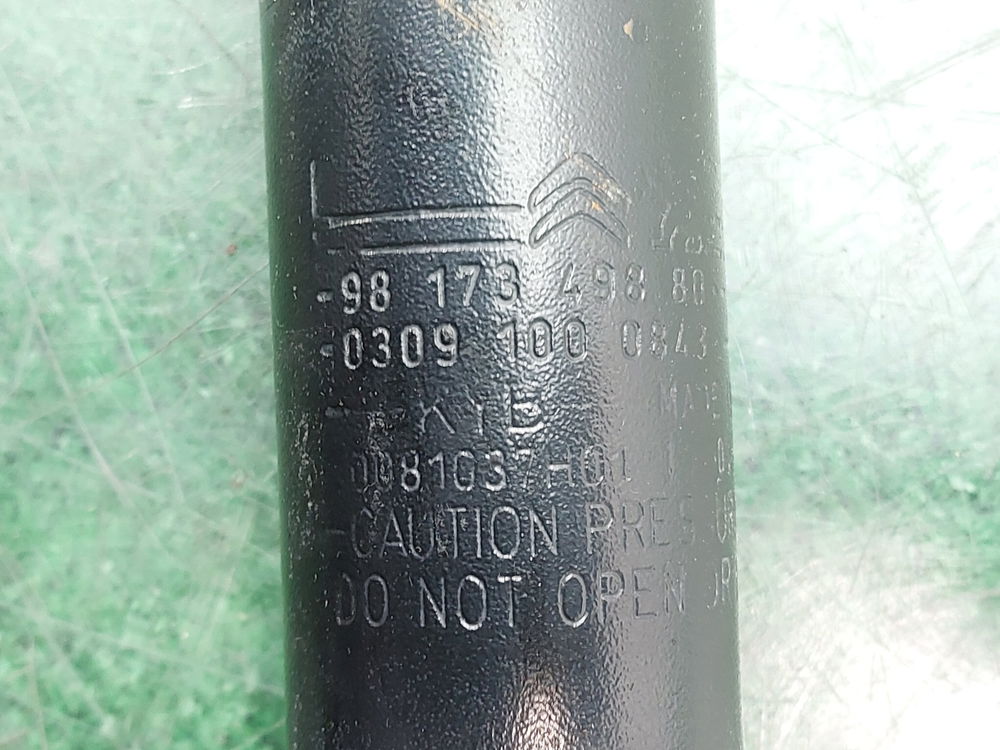 -98 173 498 80
-0309 100 0843
KYB
0081037H01
-CAUTION PRES
DO NOT OPEN